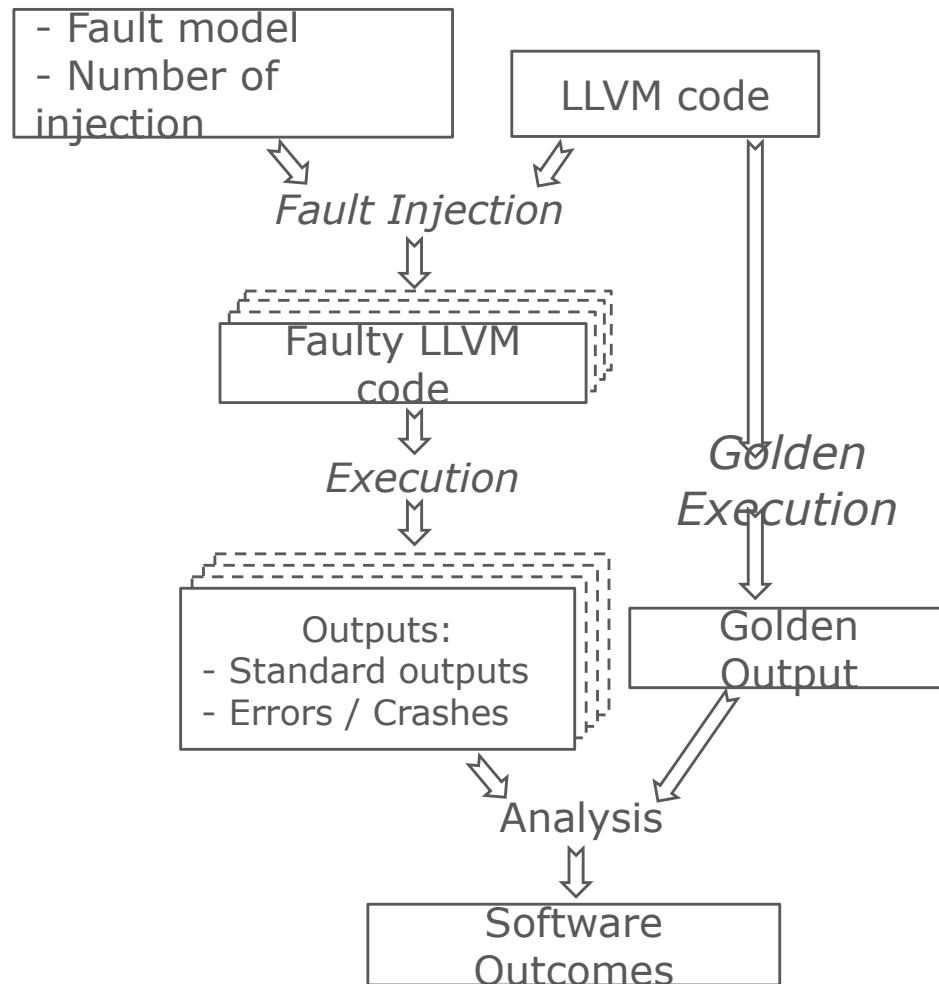 - Fault model
- Number of
injection
LLVM code
Fault Injection
Faulty LLVM
code
Execution
Golden
Execution
Outputs:
- Standard outputs
- Errors / Crashes
Golden
Output
Analysis
Software
Outcomes